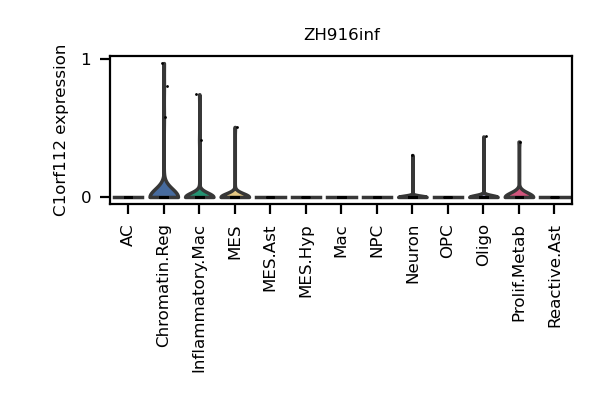 ZH916inf
C1orf112 expression
1
0
AC
Chromatin.Reg
Inflammatory.Mac
MES
MES.Ast
MES.Hyp
Mac
NPC
Neuron
OPC
Oligo
Prolif.Metab
Reactive.Ast